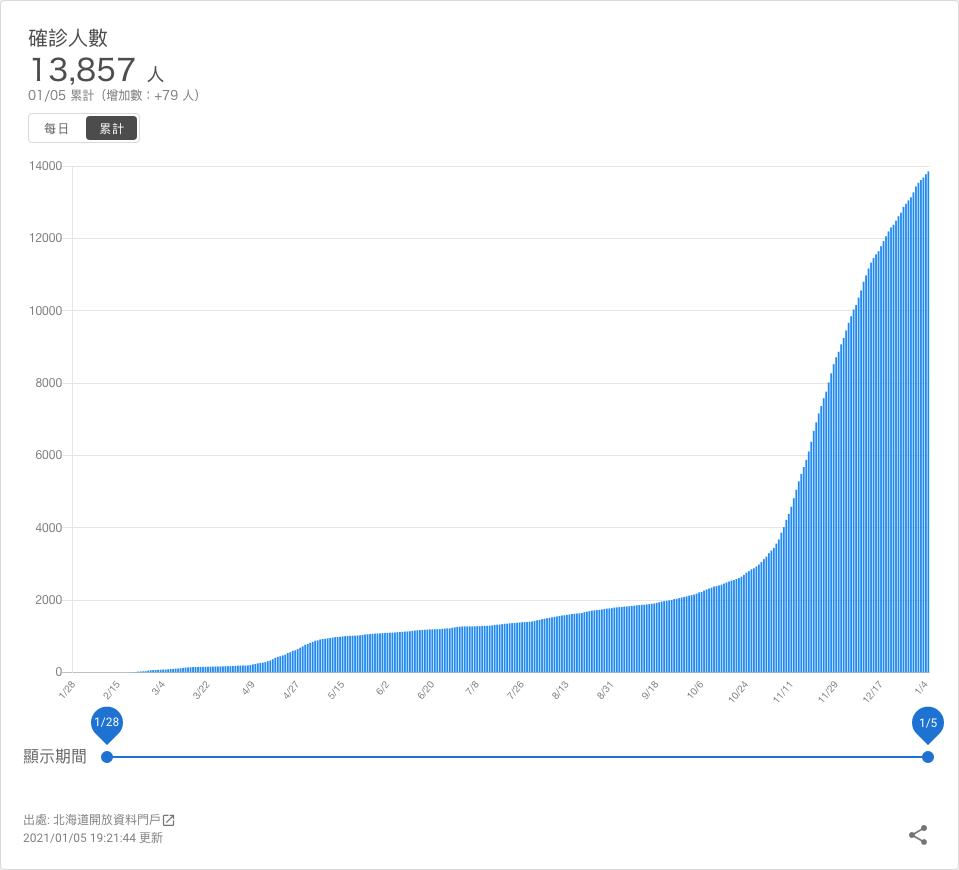 確診人數
13,857 人
01/05 累計（增加數：+79 人）
每日 累計
14000
12000
10000
8000
6000
4000
2000
0
1/28 2/15 3/4 3/22 4/9 4/27 5/15 6/2 6/20 7/8 7/26 8/13 8/31 9/18 10/6 10/24 11/11 11/29 12/17 1/4
1/28 1/5
顯示期間
出處: 北海道開放資料門戶
2021/01/05 19:21:44 更新